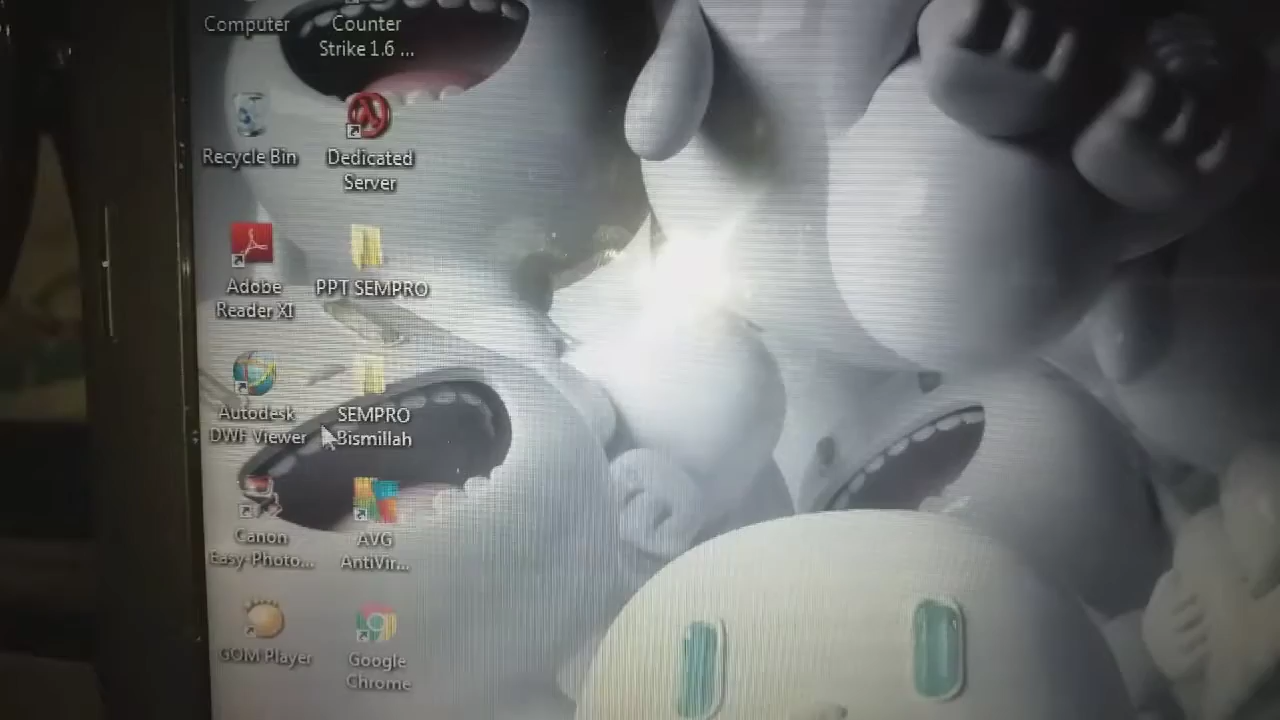 Computer
Counter
Strike 1.6 ...
Recycle Bin
Dedicated
Server
Adobe
Reader XI
PPT SEMPRO
Autodesk
DWF Viewer
SEMPRO
Bismillah
Canon
Easy-Photo...
AVG
AntiVir...
GOM Player
Google
Chrome